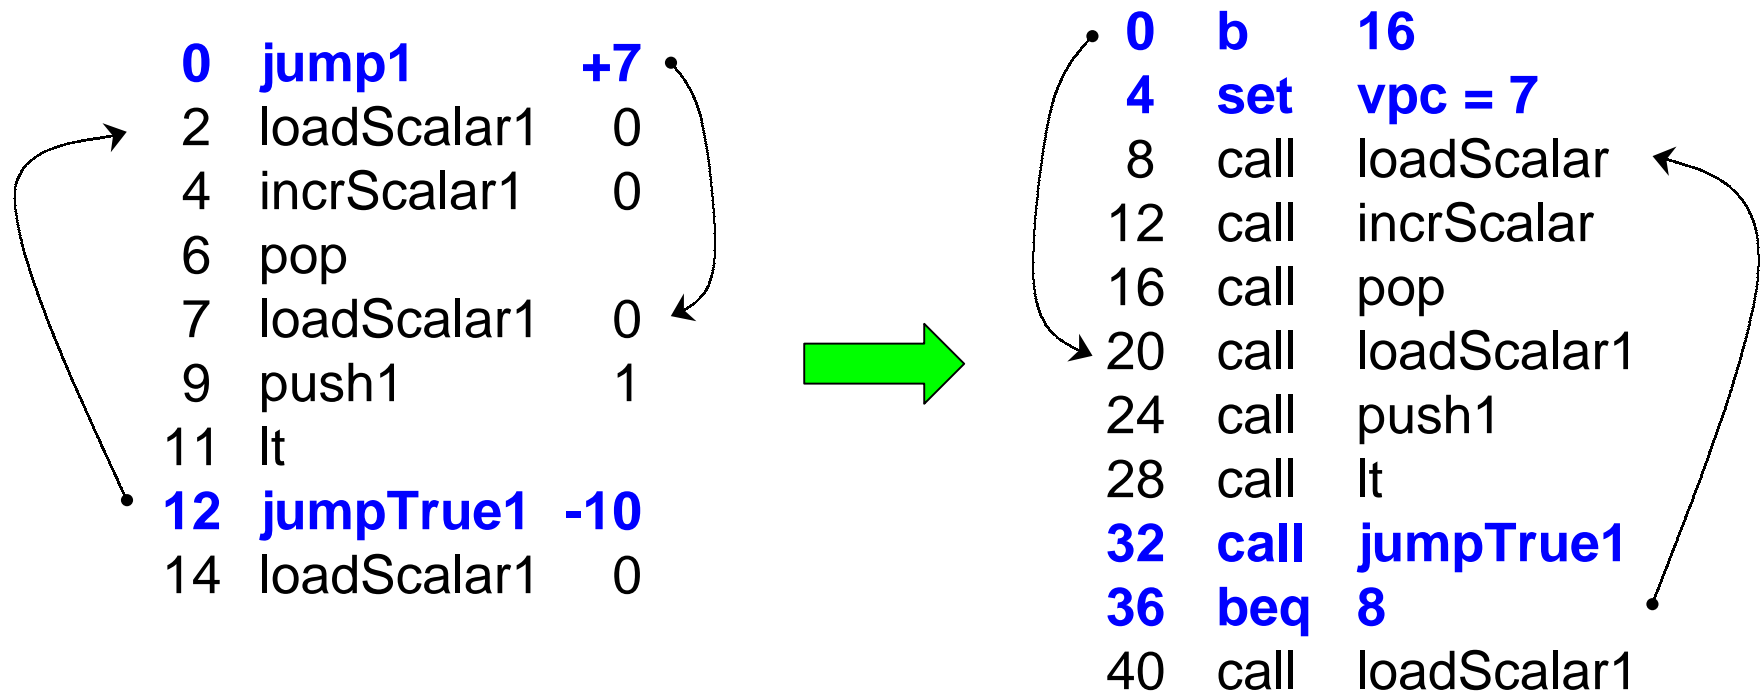 0 jump1 +7
2 loadScalar1 0
4 incrScalar1 0
6 pop
7 loadScalar1 0
9 push1 1
11 lt
12 jumpTrue1 -10
14 loadScalar1 0
0 b 16
4 set vpc = 7
8 call loadScalar
12 call incrScalar
16 call pop
20 call loadScalar1
24 call push1
28 call lt
32 call jumpTrue1
36 beq 8
40 call loadScalar1